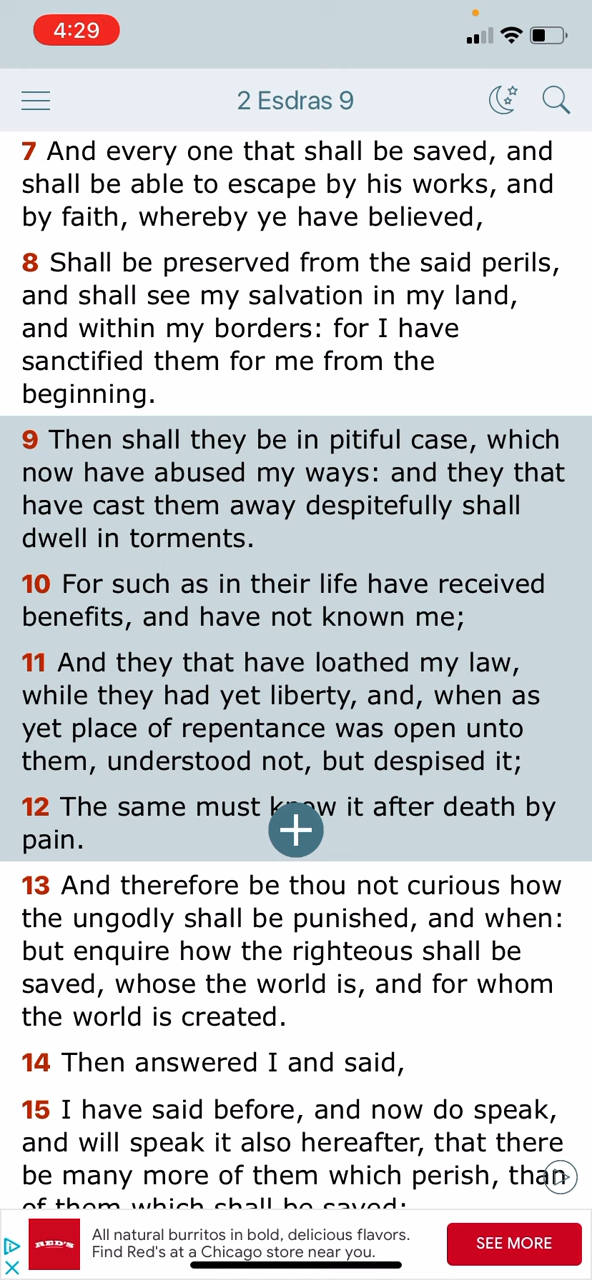 4:29
2 Esdras 9
7 And every one that shall be saved, and
shall be able to escape by his works, and
by faith, whereby ye have believed,
8 Shall be preserved from the said perils,
and shall see my salvation in my land,
and within my borders: for I have
sanctified them for me from the
beginning.
9 Then shall they be in pitiful case, which
now have abused my ways: and they that
have cast them away despitefully shall
dwell in torments.
10 For such as in their life have received
benefits, and have not known me;
11 And they that have loathed my law,
while they had yet liberty, and, when as
yet place of repentance was open unto
them, understood not, but despised it;
12 The same must know it after death by
pain.
13 And therefore be thou not curious how
the ungodly shall be punished, and when:
but enquire how the righteous shall be
saved, whose the world is, and for whom
the world is created.
14 Then answered I and said,
15 I have said before, and now do speak,
and will speak it also hereafter, that there
be many more of them which perish, than
of them which shall be saved:
RED'S
All natural burritos in bold, delicious flavors.
Find Red's at a Chicago store near you.
SEE MORE